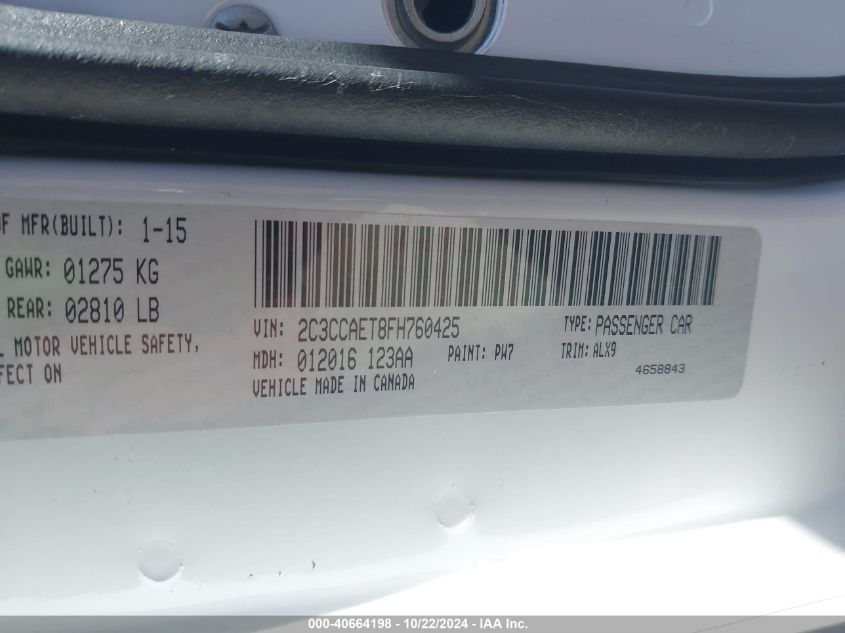 OF MFR(BUILT): 1-15
GAWR: 01275 KG
REAR: 02810 LB
MOTOR VEHICLE SAFETY,
ON
VIN: 2C3CCAET8FH760425 TYPE: PASSENGER CAR
MDH: 012016 123AA PAINT: PW7 TRIM: ALX9
VEHICLE MADE IN CANADA 4658843
000-40664198 - 10/22/2024 - IAA Inc.